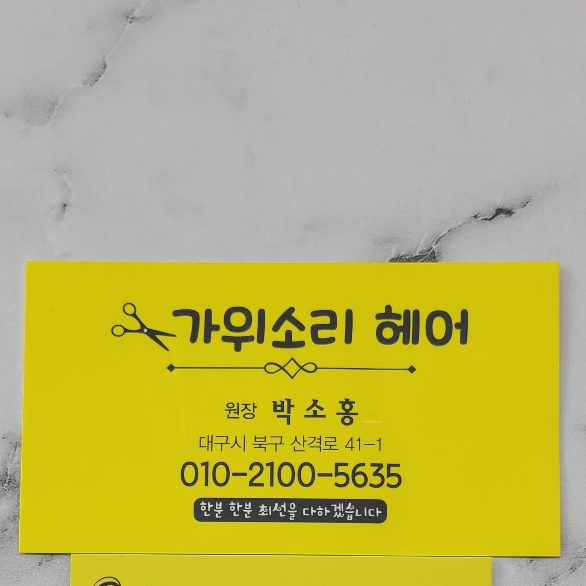 가위소리 헤어
원장 박소홍
대구시 북구 산격로 41-1
010-2100-5635
한분 한분 최선을 다하겠습니다